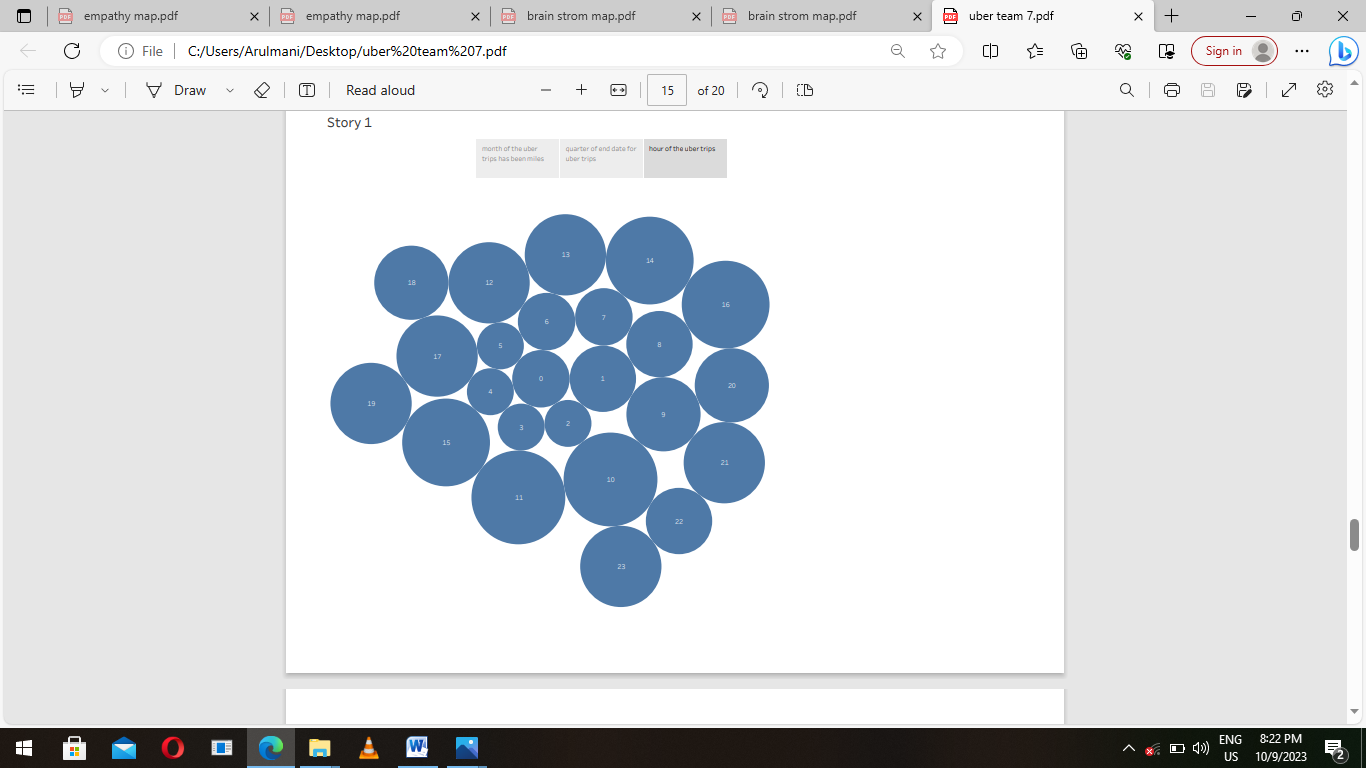 empathy map.pdf
empathy map.pdf
brain strom map.pdf
brain strom map.pdf
uber team 7.pdf
File
C:/Users/Arulmani/Desktop/uber%20team%207.pdf
Sign in
Draw
Read aloud
15
of 20
Story 1
month of the uber
trips has been miles
quarter of end date for
uber trips
hour of the uber trips
13
14
18
12
16
6
7
5
8
17
0
1
20
4
19
9
3
2
15
21
10
11
22
23
ENG
US
8:22 PM
10/9/2023
2